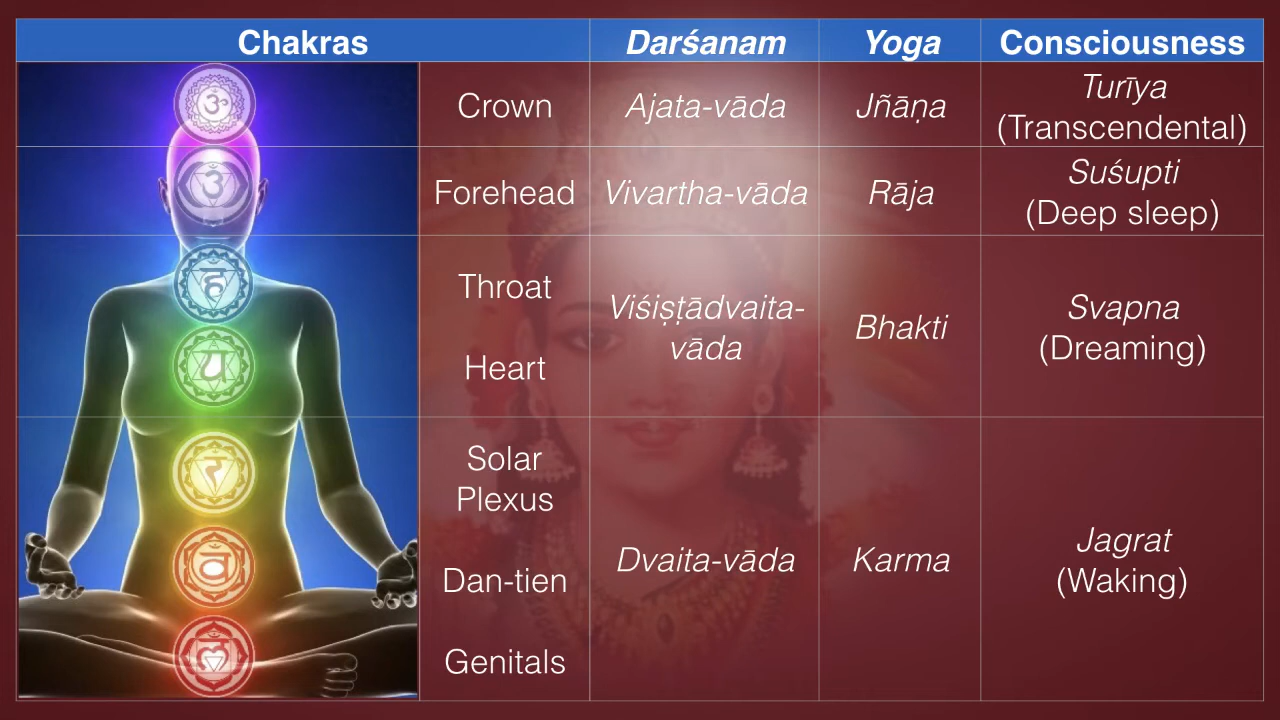 Chakras Darśanam Yoga Consciousness
ॐ
Crown Ajata-vāda Jñāṇa Turīya
(Transcendental)
ॐ
Forehead Vivartha-vāda Rāja Suśupti
(Deep sleep)
हं
Throat
यं
Heart
Viśiṣṭādvaita-
vāda
Bhakti
Svapna
(Dreaming)
रं
Solar
Plexus
वं
Dan-tien
लं
Genitals
Dvaita-vāda
Karma
Jagrat
(Waking)